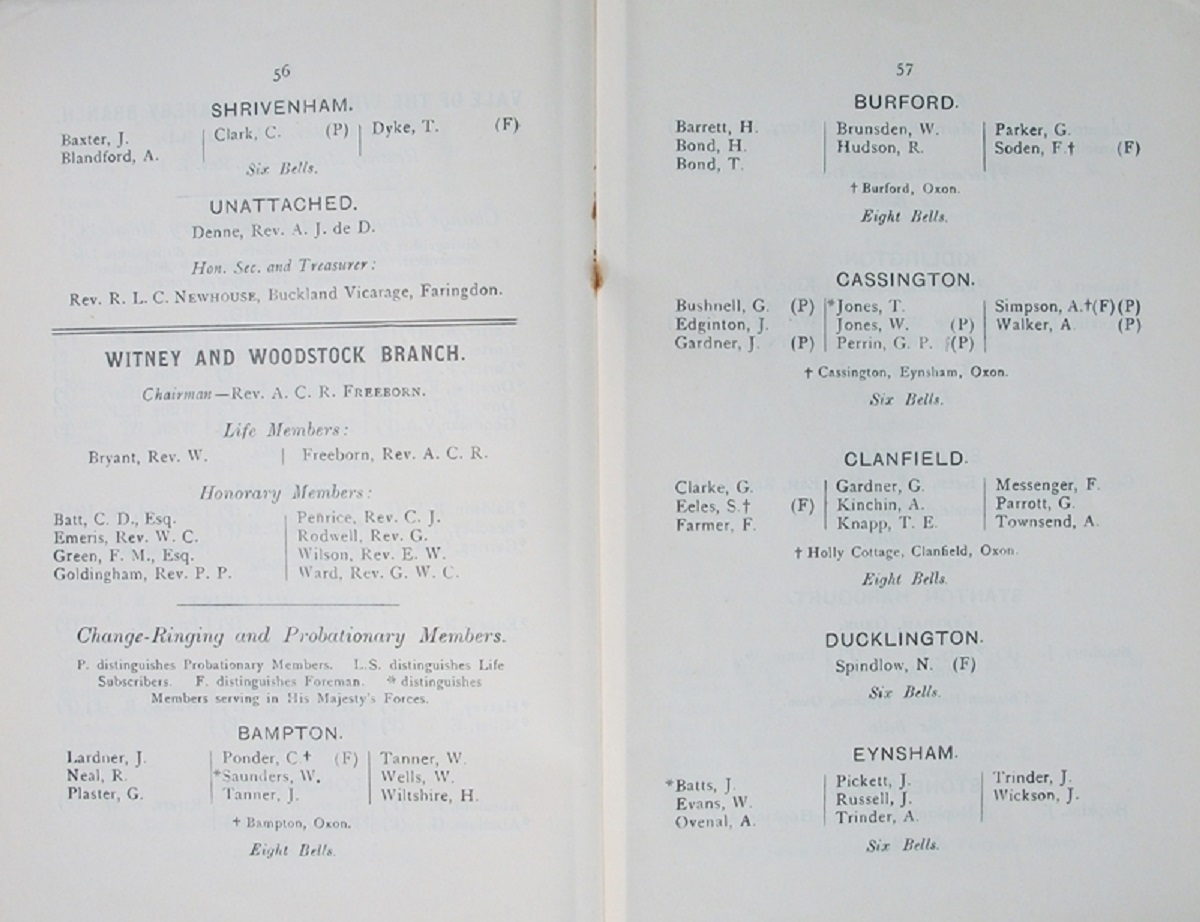 56
SHRIVENHAM.
Baxter, J. | Clark, C. (P) | Dyke, T. (F)
Blandford, A.
Six Bells.
UNATTACHED.
Denne, Rev. A. J. de D.
Hon. Sec. and Treasurer:
Rev. R. L. C. NEWHOUSE, Buckland Vicarage, Faringdon.
WITNEY AND WOODSTOCK BRANCH.
Chairman—Rev. A. C. R. FREEBORN.
Life Members:
Bryant, Rev. W. | Freeborn, Rev. A. C. R.
Honorary Members:
Batt, C. D., Esq. | Penrice, Rev. C. J.
Emeris, Rev. W. C. | Rodwell, Rev. G.
Green, F. M., Esq. | Wilson, Rev. E. W.
Goldingham, Rev. P. P. | Ward, Rev. G. W. C.
Change-Ringing and Probationary Members.
P. distinguishes Probationary Members. L.S. distinguishes Life
Subscribers. F. distinguishes Foreman. * distinguishes
Members serving in His Majesty's Forces.
BAMPTON.
Lardner, J. | Ponder, C.† (F) | Tanner, W.
Neal, R. | *Saunders, W. | Wells, W.
Plaster, G. | Tanner, J. | Wiltshire, H.
† Bampton, Oxon.
Eight Bells.
57
BURFORD.
Barrett, H. | Brunsden, W. | Parker, G.
Bond, H. | Hudson, R. | Soden, F.† (F)
Bond, T.
† Burford, Oxon.
Eight Bells.
CASSINGTON.
Bushnell, G. (P) | *Jones, T. | Simpson, A.†(F)(P)
Edginton, J. | Jones, W. (P) | Walker, A. (P)
Gardner, J. (P) | Perrin, G. P. (P)
† Cassington, Eynsham, Oxon.
Six Bells.
CLANFIELD.
Clarke, G. | Gardner, G. | Messenger, F.
Eeles, S.† (F) | Kinchin, A. | Parrott, G.
Farmer, F. | Knapp, T. E. | Townsend, A.
† Holly Cottage, Clanfield, Oxon.
Eight Bells.
DUCKLINGTON.
Spindlow, N. (F)
Six Bells.
EYNSHAM.
*Batts, J. | Pickett, J. | Trinder, J.
Evans, W. | Russell, J. | Wickson, J.
Ovenal, A. | Trinder, A.
Six Bells.